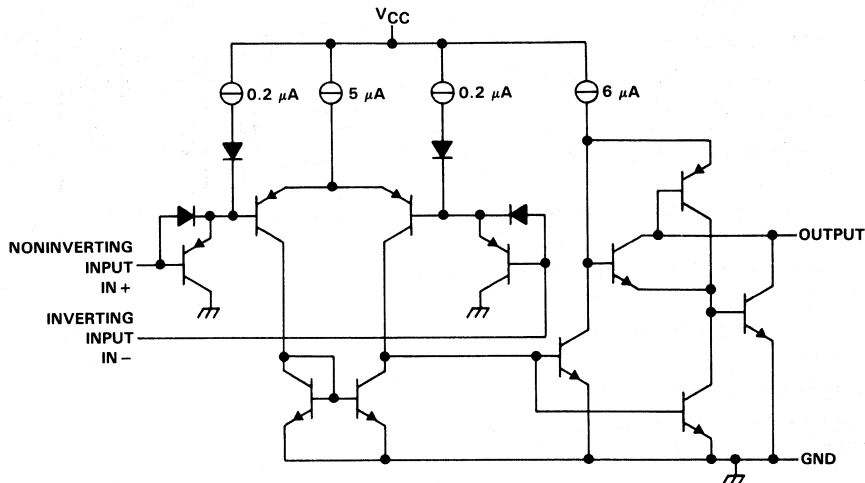 VCC
0.2 μA
5 μA
0.2 μA
6 μA
NONINVERTING
INPUT
IN+
INVERTING
INPUT
IN−
OUTPUT
GND